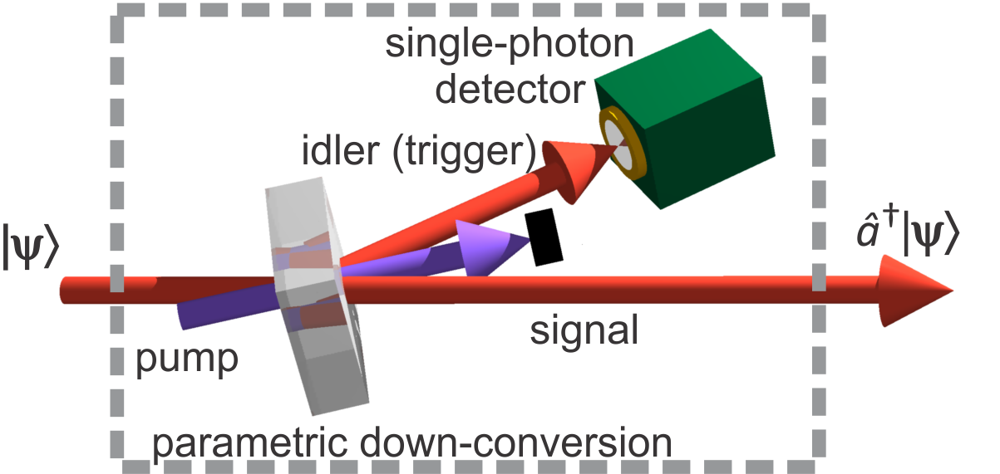 single-photon
detector
idler (trigger)
|ψ⟩
â†|ψ⟩
signal
pump
parametric down-conversion